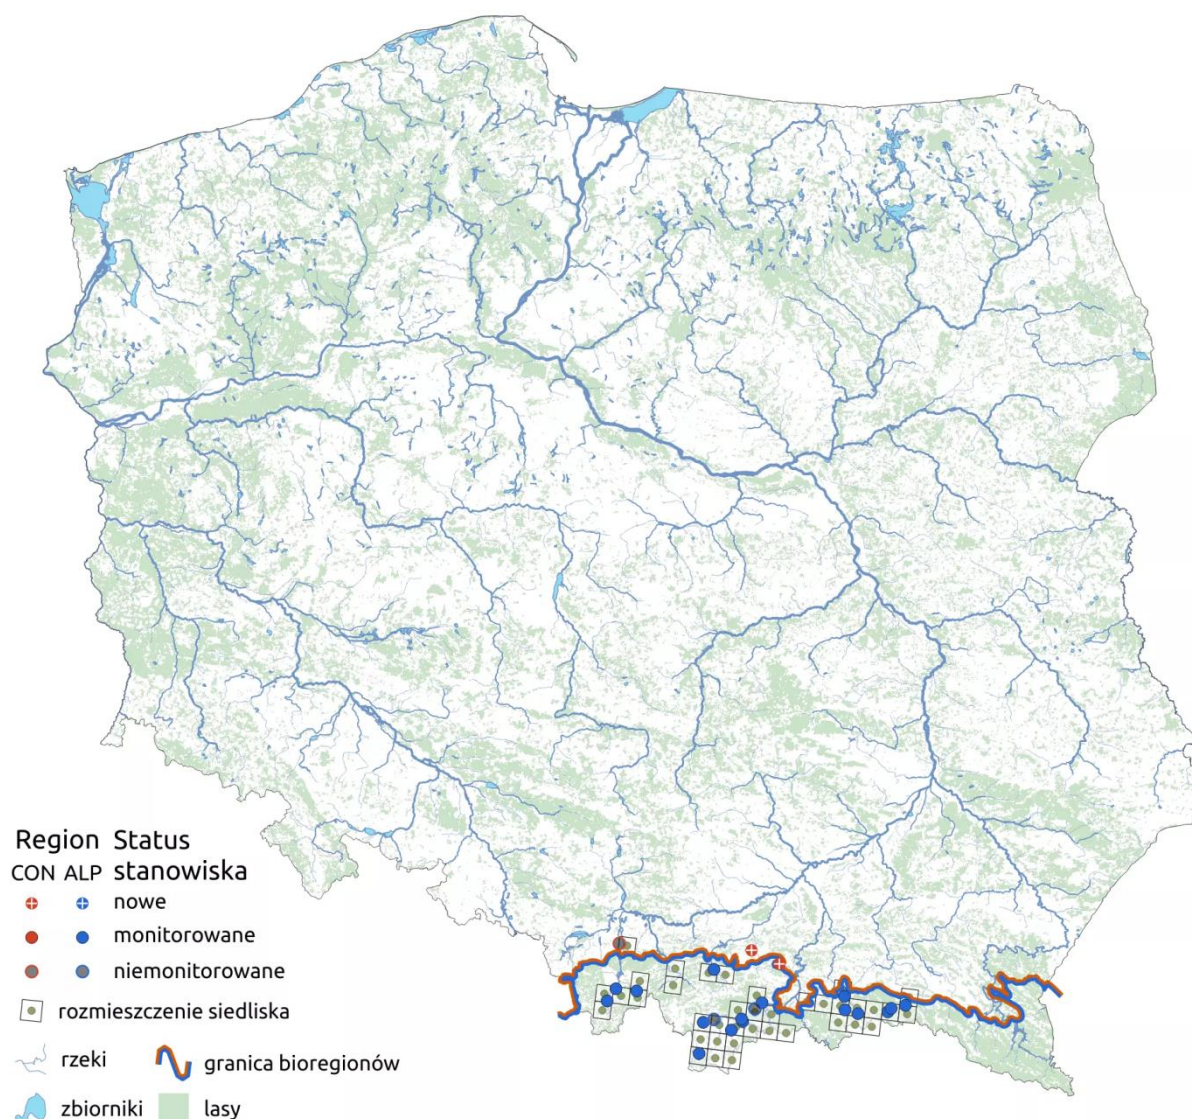 Region Status
CON ALP stanowiska
nowe
monitorowane
niemonitorowane
rozmieszczenie siedliska
rzeki granica bioregionów
zbiorniki lasy